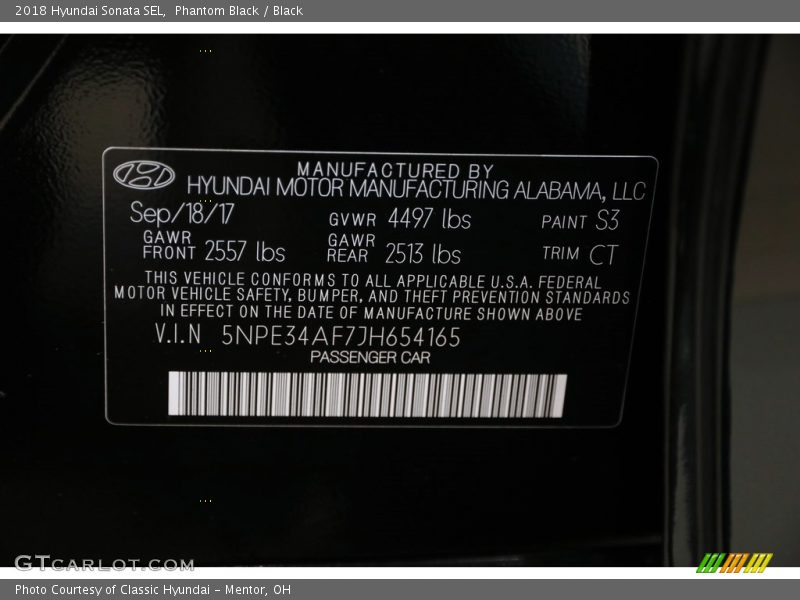 2018 Hyundai Sonata SEL, Phantom Black / Black
MANUFACTURED BY
HYUNDAI MOTOR MANUFACTURING ALABAMA, LLC
Sep/18/17 GVWR 4497 lbs PAINT S3
GAWR FRONT 2557 lbs GAWR REAR 2513 lbs TRIM CT
THIS VEHICLE CONFORMS TO ALL APPLICABLE U.S.A. FEDERAL
MOTOR VEHICLE SAFETY, BUMPER, AND THEFT PREVENTION STANDARDS
IN EFFECT ON THE DATE OF MANUFACTURE SHOWN ABOVE
V.I.N 5NPE34AF7JH654165
PASSENGER CAR
GTCARLOT.COM
Photo Courtesy of Classic Hyundai - Mentor, OH